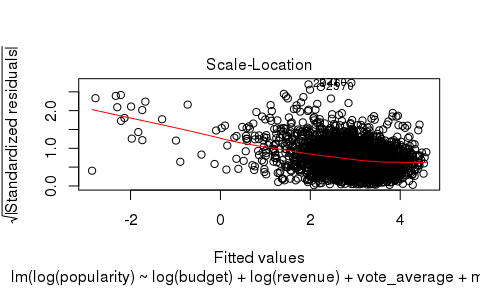 Scale-Location
√|Standardized residuals|
0.0 1.0 2.0
-2 0 2 4
Fitted values
lm(log(popularity) ~ log(budget) + log(revenue) + vote_average + m